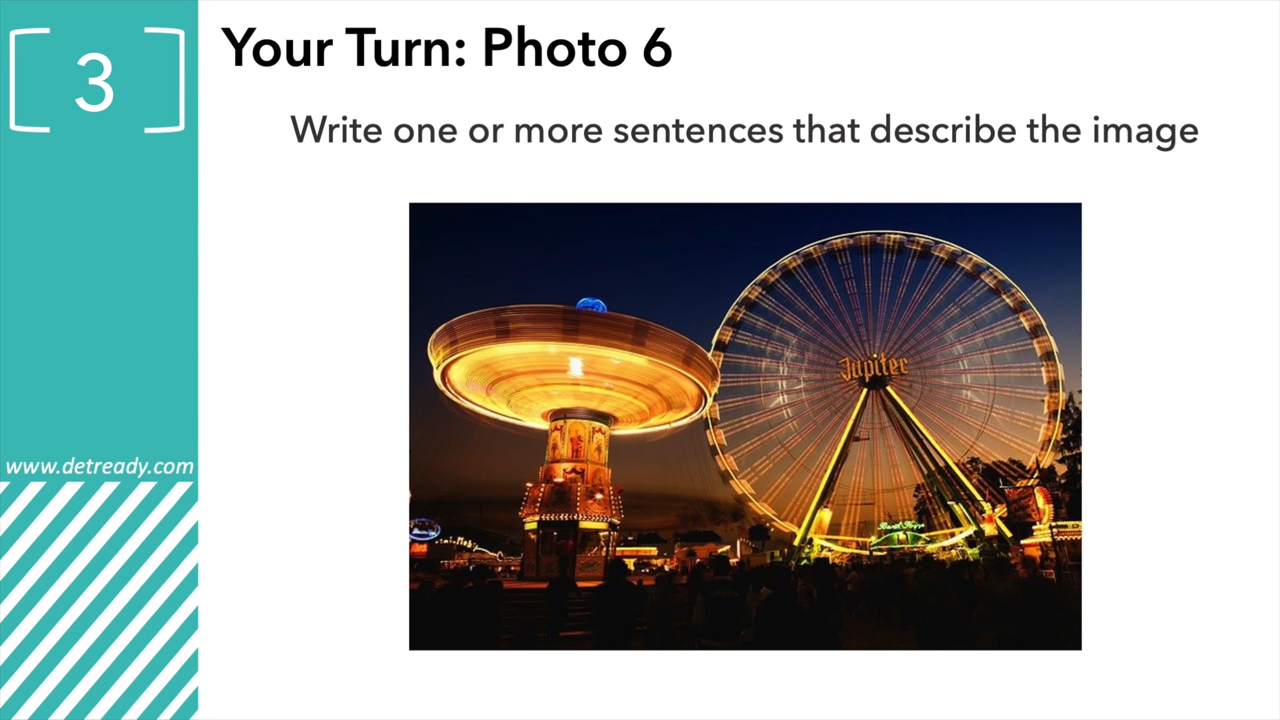 3
Your Turn: Photo 6
Write one or more sentences that describe the image
Jupiter
www.detready.com